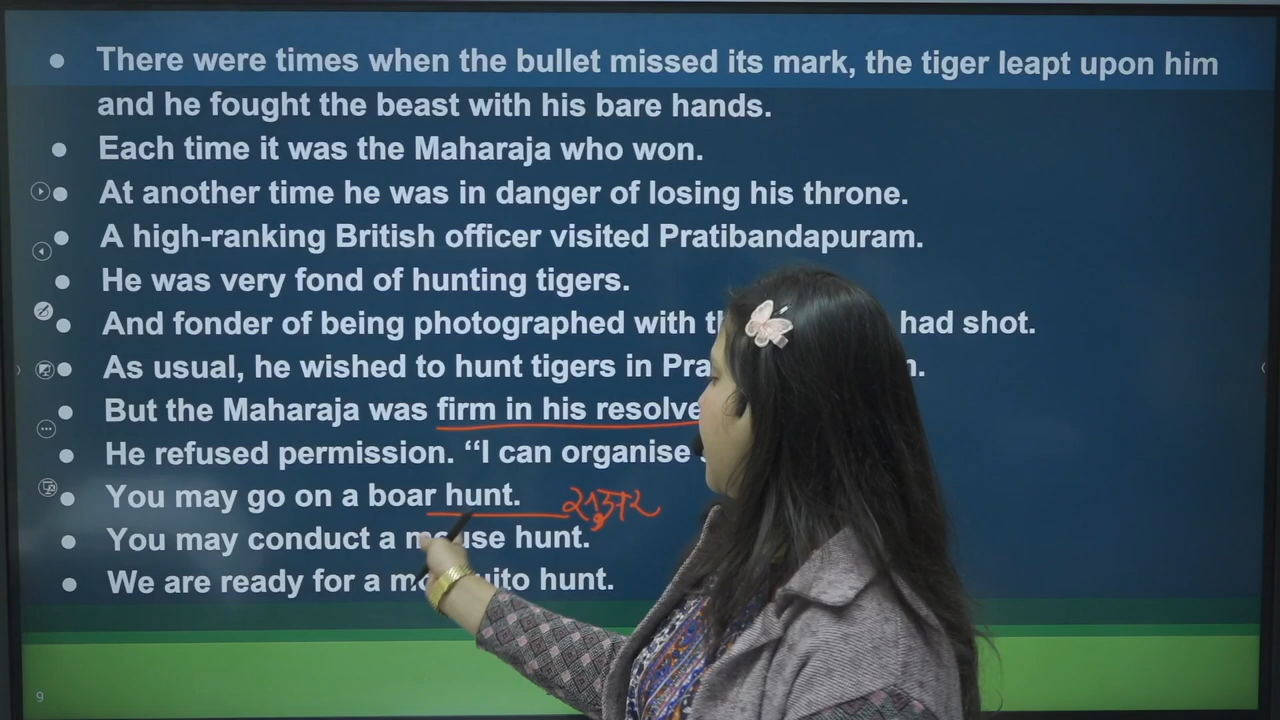 There were times when the bullet missed its mark, the tiger leapt upon him
and he fought the beast with his bare hands.
Each time it was the Maharaja who won.
At another time he was in danger of losing his throne.
A high-ranking British officer visited Pratibandapuram.
He was very fond of hunting tigers.
And fonder of being photographed with had shot.
As usual, he wished to hunt tigers in
But the Maharaja was firm in his resolve
He refused permission. “I can organise
You may go on a boar hunt. सुअर
You may conduct a mouse hunt.
We are ready for a mosquito hunt.
9